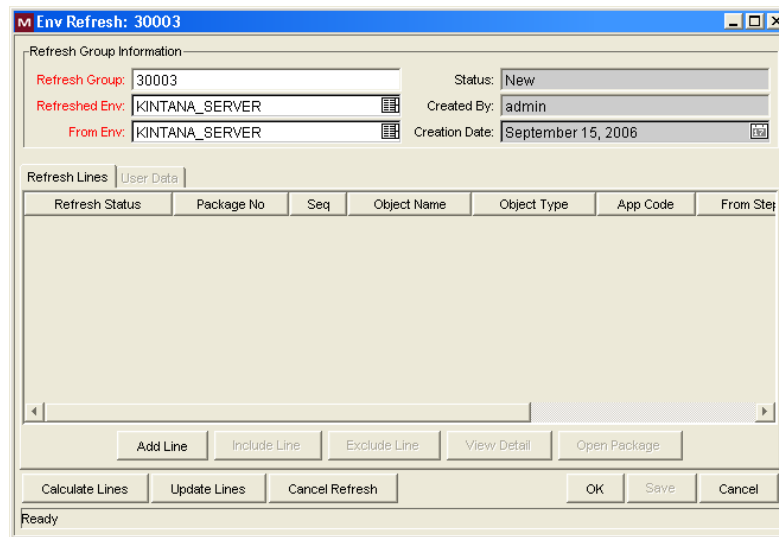 M Env Refresh: 30003
Refresh Group Information
Refresh Group: 30003 Status: New
Refreshed Env: KINTANA_SERVER Created By: admin
From Env: KINTANA_SERVER Creation Date: September 15, 2006
Refresh Lines User Data
Refresh Status Package No Seq Object Name Object Type App Code From Step
Add Line Include Line Exclude Line View Detail Open Package
Calculate Lines Update Lines Cancel Refresh OK Save Cancel
Ready